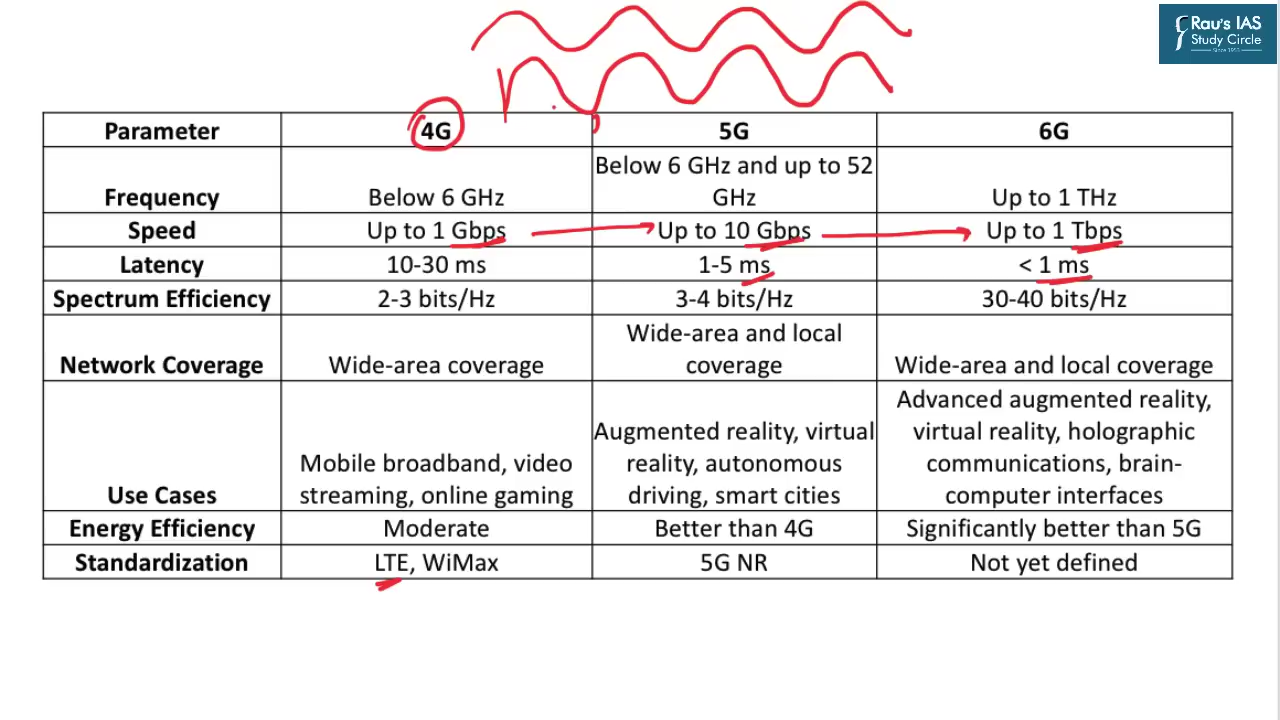 Rau's IAS
Study Circle
Since 1953
Parameter 4G 5G 6G
Below 6 GHz and up to 52
Frequency Below 6 GHz GHz Up to 1 THz
Speed Up to 1 Gbps Up to 10 Gbps Up to 1 Tbps
Latency 10-30 ms 1-5 ms < 1 ms
Spectrum Efficiency 2-3 bits/Hz 3-4 bits/Hz 30-40 bits/Hz
Wide-area and local
Network Coverage Wide-area coverage coverage Wide-area and local coverage
Advanced augmented reality,
Augmented reality, virtual virtual reality, holographic
Mobile broadband, video reality, autonomous communications, brain-
Use Cases streaming, online gaming driving, smart cities computer interfaces
Energy Efficiency Moderate Better than 4G Significantly better than 5G
Standardization LTE, WiMax 5G NR Not yet defined